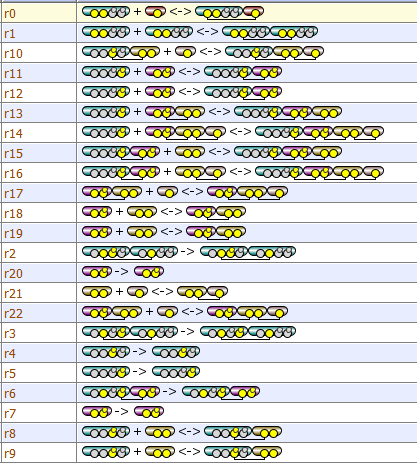 r0 + <->
r1 + <->
r10 + <->
r11 + <->
r12 + <->
r13 + <->
r14 + <->
r15 + <->
r16 + <->
r17 + <->
r18 + <->
r19 + <->
r2 ->
r20 ->
r21 + <->
r22 + <->
r3 ->
r4 ->
r5 ->
r6 ->
r7 ->
r8 + <->
r9 + <->